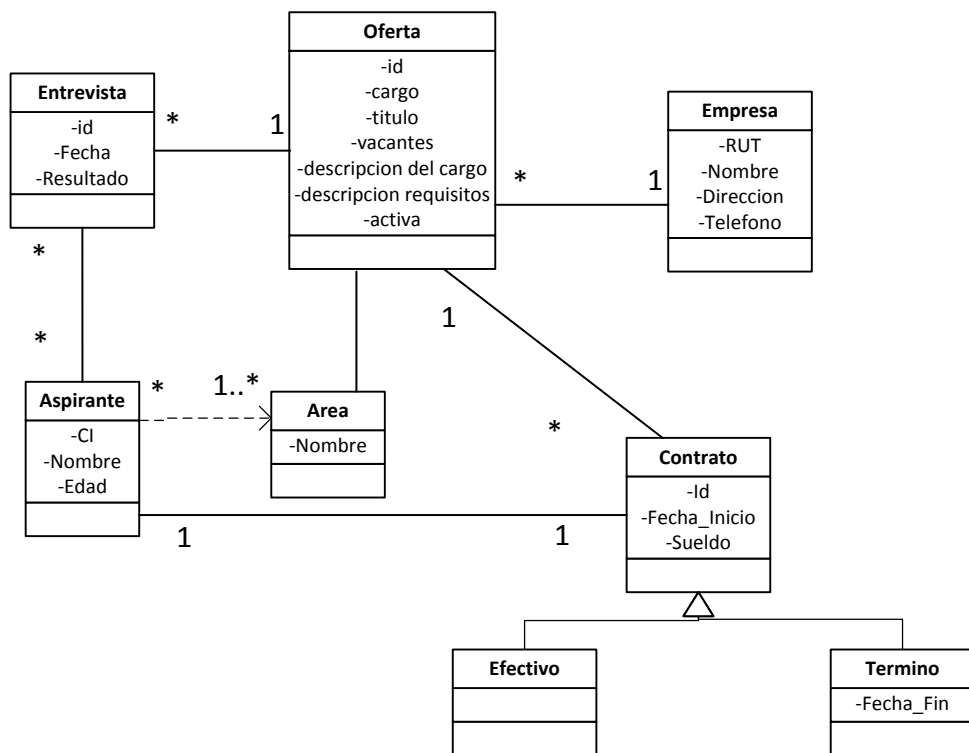 Oferta
-id
-cargo
-titulo
-vacantes
-descripcion del cargo
-descripcion requisitos
-activa
Entrevista
-id
-Fecha
-Resultado
Empresa
-RUT
-Nombre
-Direccion
-Telefono
* 1
* 1
*
*
1
* 1..*
Aspirante
-CI
-Nombre
-Edad
Area
-Nombre
*
Contrato
-Id
-Fecha_Inicio
-Sueldo
1 1
Efectivo
Termino
-Fecha_Fin